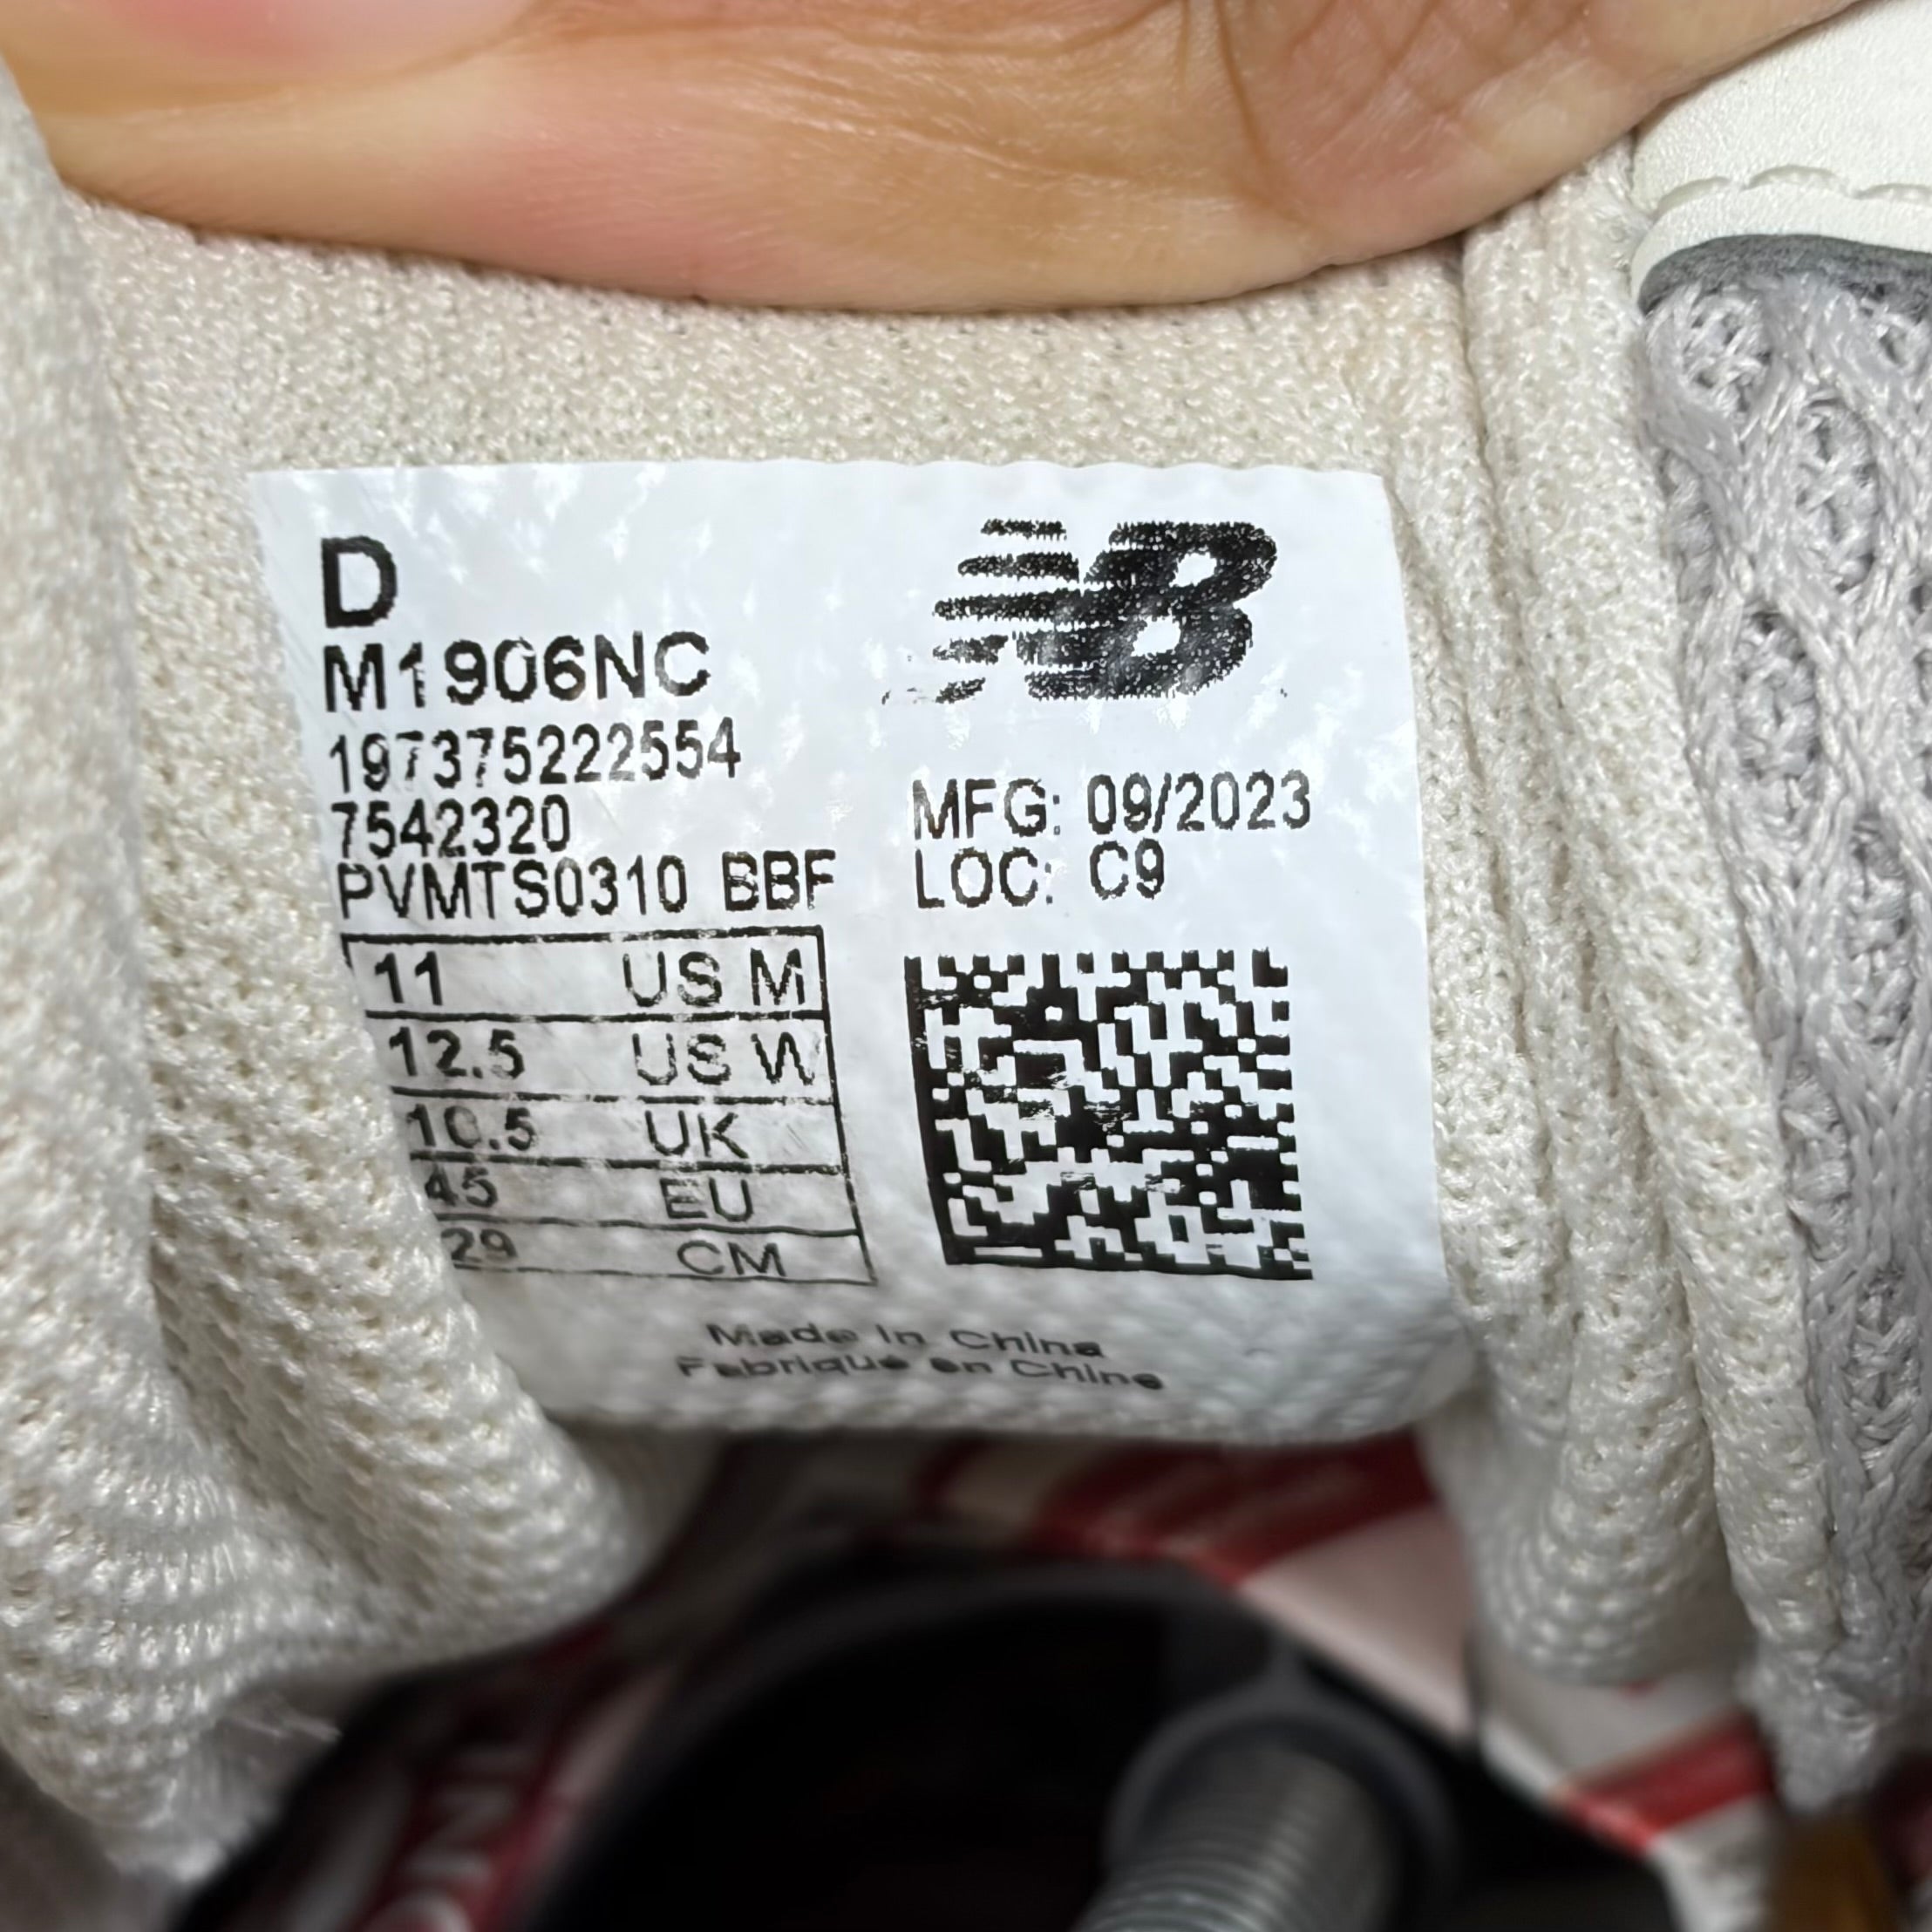 D
M1906NC
197375222554
7542320
PVMTS0310 BBF
NB
MFG: 09/2023
LOC: C9
11 US M
12.5 US W
10.5 UK
45 EU
29 CM
Made in China
Fabriqué en Chine